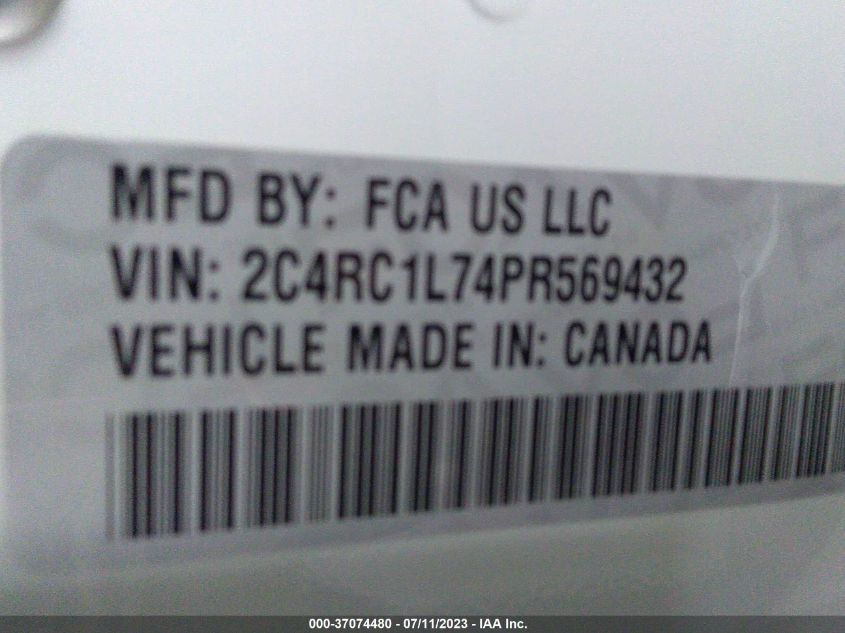 MFD BY: FCA US LLC
VIN: 2C4RC1L74PR569432
VEHICLE MADE IN: CANADA
000-37074480 - 07/11/2023 - IAA Inc.